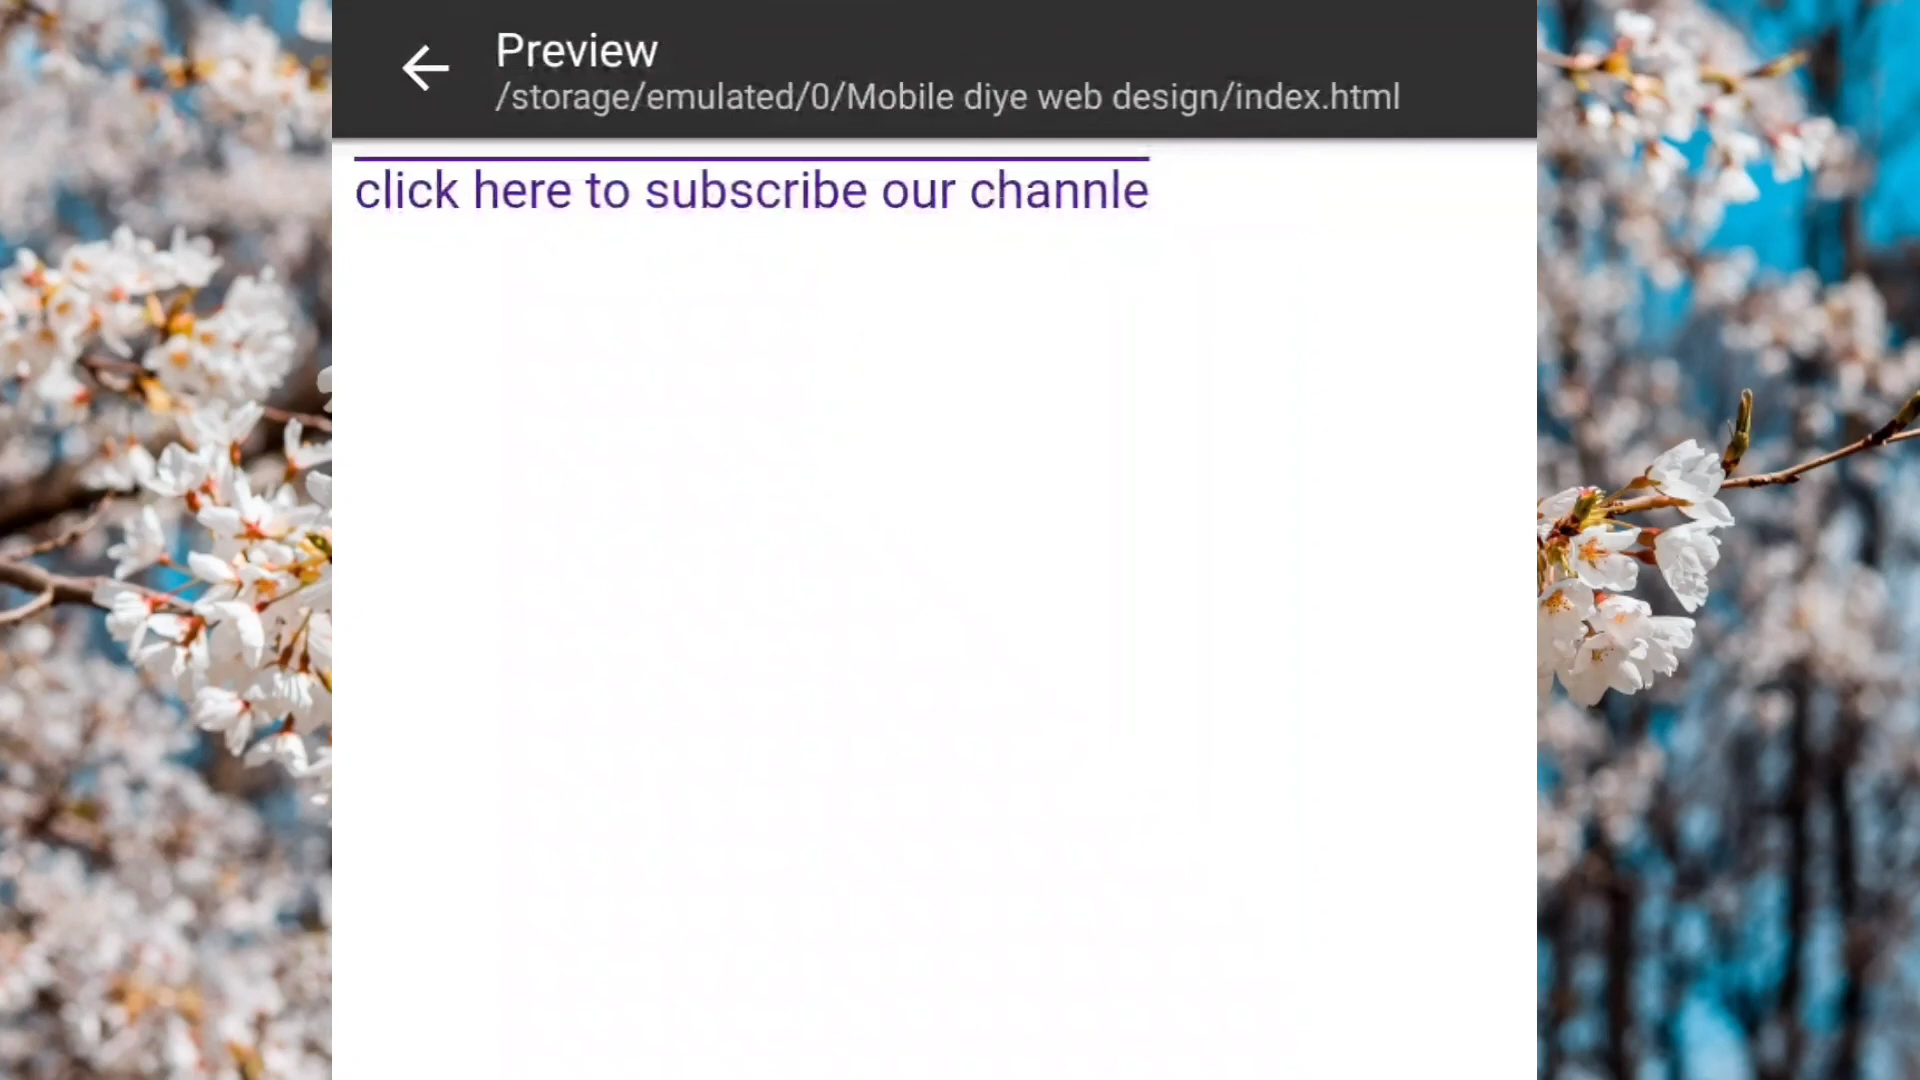 Preview
/storage/emulated/0/Mobile diye web design/index.html
click here to subscribe our channle